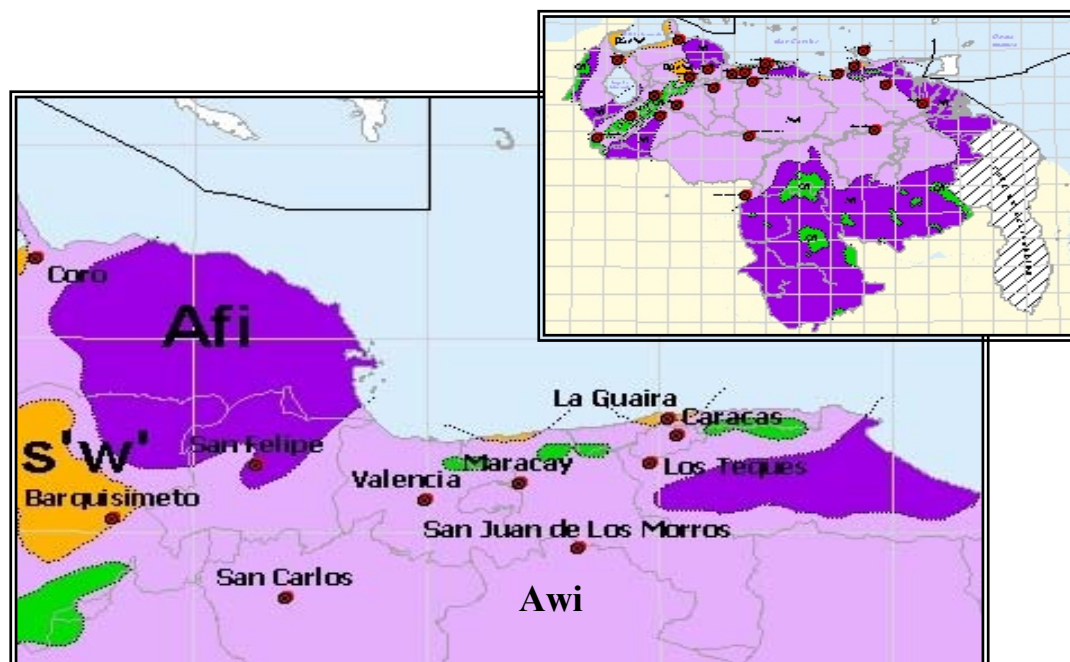 Coro
Afi
La Guaira
Caracas
s'w'
San Felipe
Maracay
Los Teques
Valencia
Barquisimeto
San Juan de Los Morros
San Carlos
Awi